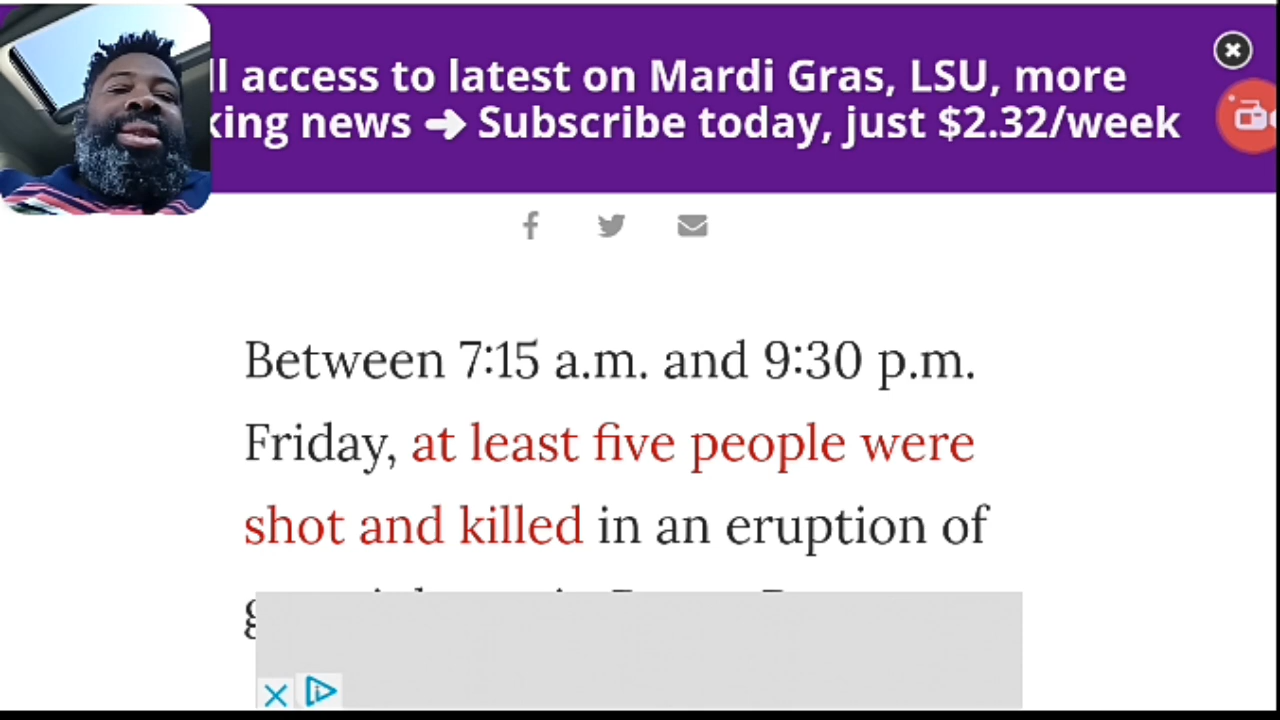 ll access to latest on Mardi Gras, LSU, more
king news ➜ Subscribe today, just $2.32/week
Between 7:15 a.m. and 9:30 p.m.
Friday, at least five people were
shot and killed in an eruption of